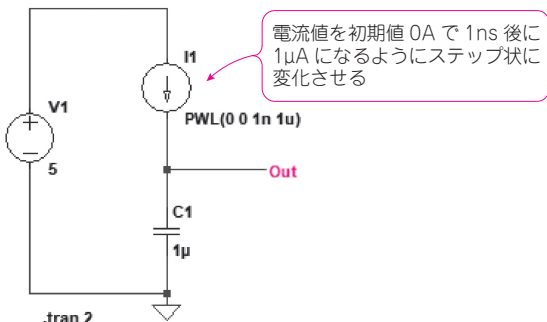 電流値を初期値 0A で 1ns 後に
1μA になるようにステップ状に
変化させる
I1
PWL(0 0 1n 1u)
V1
5
Out
C1
1μ
.tran 2